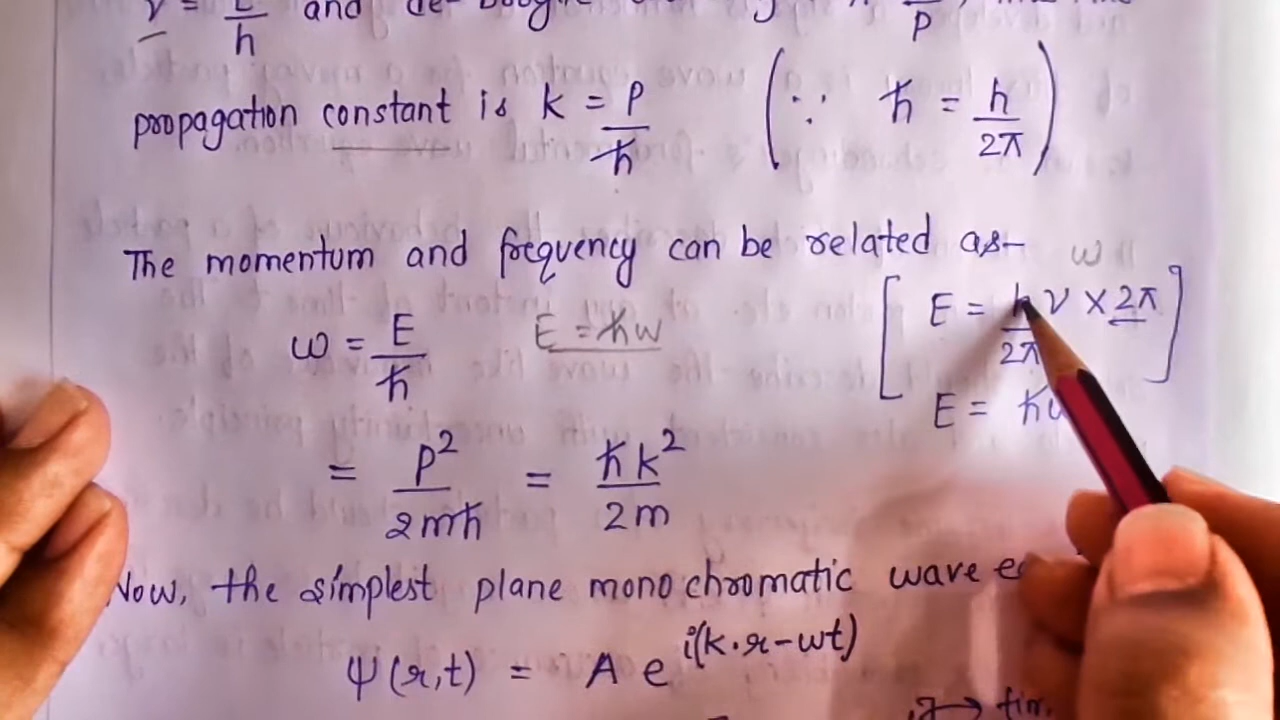 ν = h and
p
propagation constant is k = p/ħ (∵ ħ = h/2π)
The momentum and frequency can be related as— ω
ω = E/ħ E = ħω [E = h/2π ν × 2π
E = ħω]
= p²/2mħ = ħk²/2m
Now, the simplest plane monochromatic wave
ψ(r,t) = A e^i(k·r-ωt)